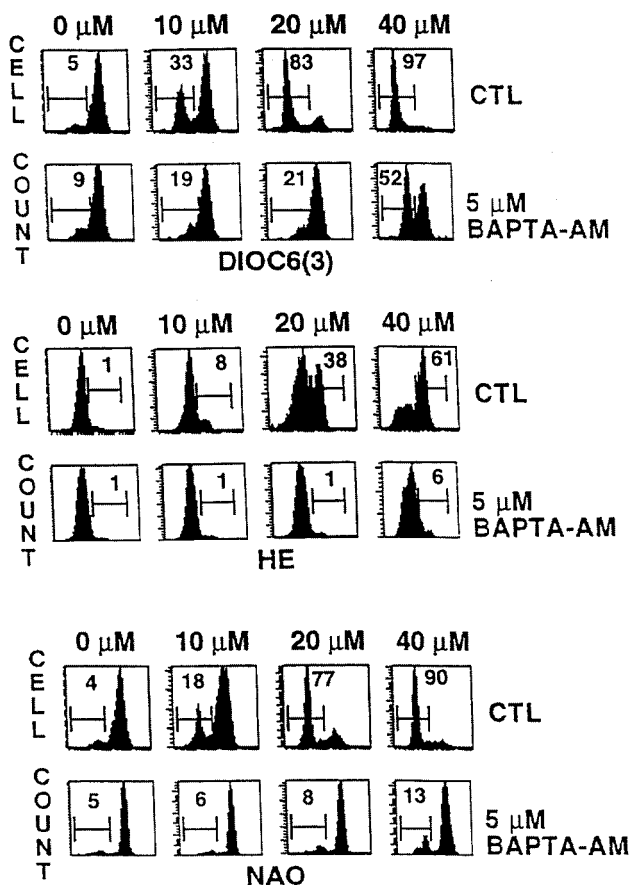 0 µM 10 µM 20 µM 40 µM
CELL COUNT
5 33 83 97 CTL
9 19 21 52 5 µM BAPTA-AM
DIOC6(3)
0 µM 10 µM 20 µM 40 µM
CELL COUNT
1 8 38 61 CTL
1 1 1 6 5 µM BAPTA-AM
HE
0 µM 10 µM 20 µM 40 µM
CELL COUNT
4 18 77 90 CTL
5 6 8 13 5 µM BAPTA-AM
NAO